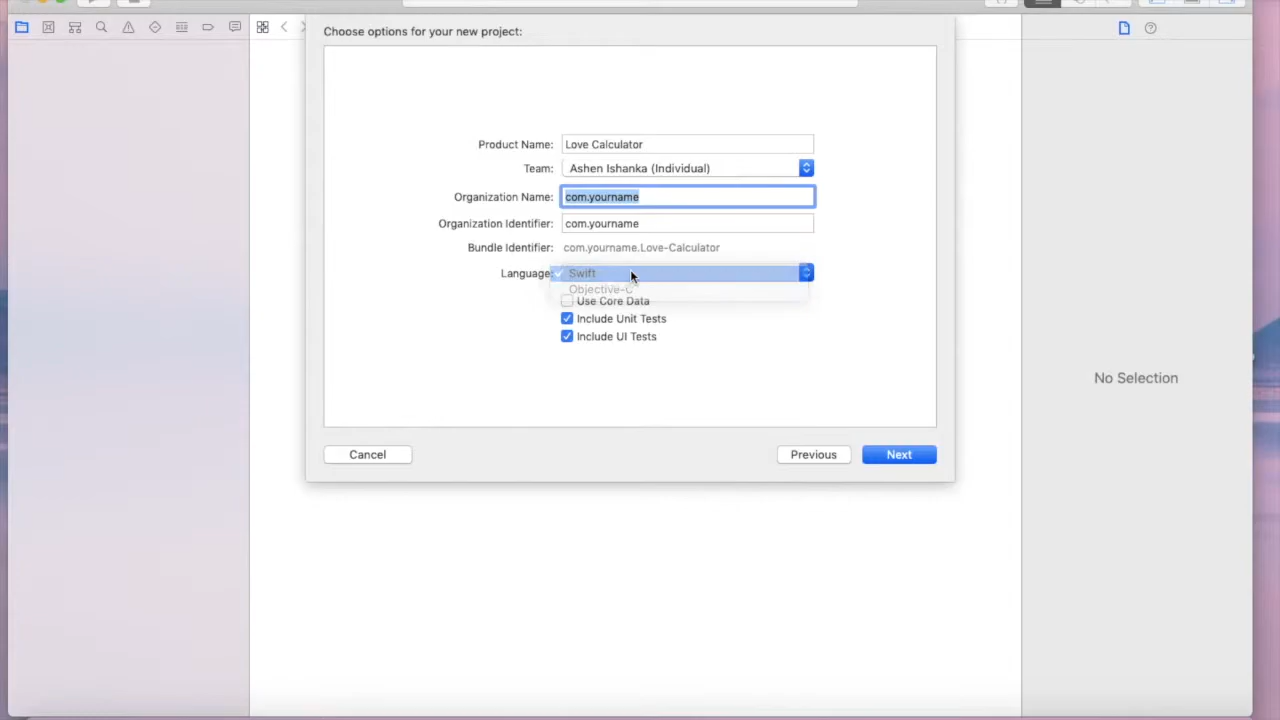 Choose options for your new project:
Product Name: Love Calculator
Team: Ashen Ishanka (Individual)
Organization Name: com.yourname
Organization Identifier: com.yourname
Bundle Identifier: com.yourname.Love-Calculator
Language: Swift
Objective-C
Use Core Data
Include Unit Tests
Include UI Tests
No Selection
Cancel Previous Next